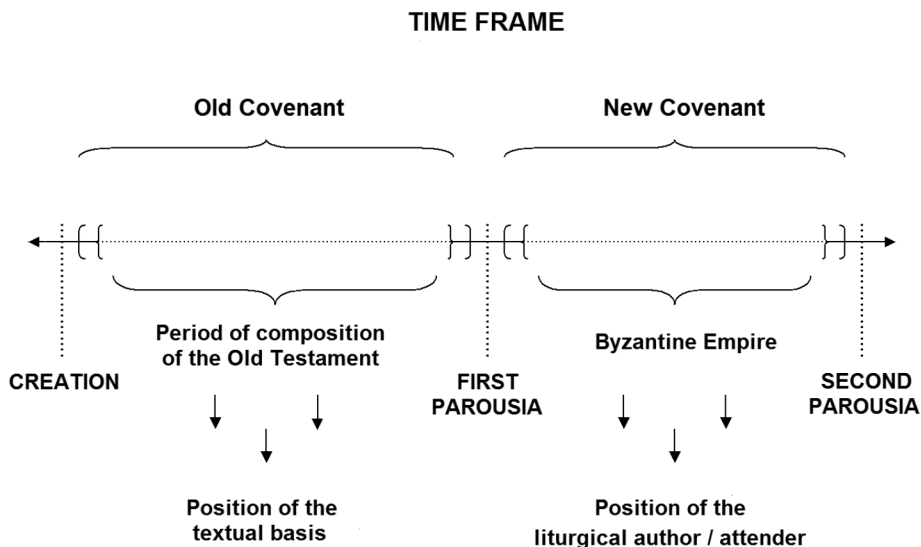 TIME FRAME
Old Covenant
New Covenant
Period of composition
of the Old Testament
Byzantine Empire
CREATION
FIRST
PAROUSIA
SECOND
PAROUSIA
Position of the
textual basis
Position of the
liturgical author / attender